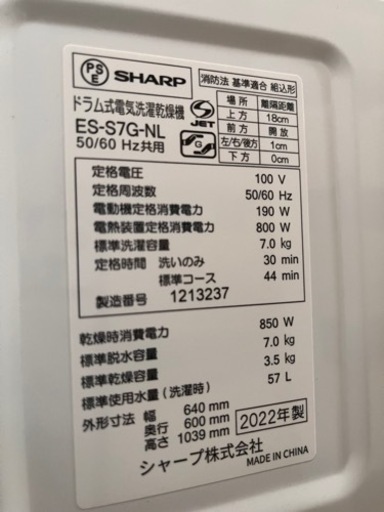 PS
E
SHARP
ドラム式電気洗濯乾燥機
ES-S7G-NL
50/60 Hz共用
JET
G
消防法 基準適合 組込形
場所 離隔距離
上方 18cm
前方 開放
左/右/後方 1cm
下方 0cm
定格電圧 100 V
定格周波数 50/60 Hz
電動機定格消費電力 190 W
電熱装置定格消費電力 800 W
標準洗濯容量 7.0 kg
定格時間 洗いのみ 30 min
標準コース 44 min
製造番号 1213237
乾燥時消費電力 850 W
標準脱水容量 7.0 kg
標準乾燥容量 3.5 kg
標準使用水量(洗濯時) 57 L
外形寸法 幅 640 mm
奥行 600 mm
高さ 1039 mm
2022年製
シャープ株式会社
MADE IN CHINA